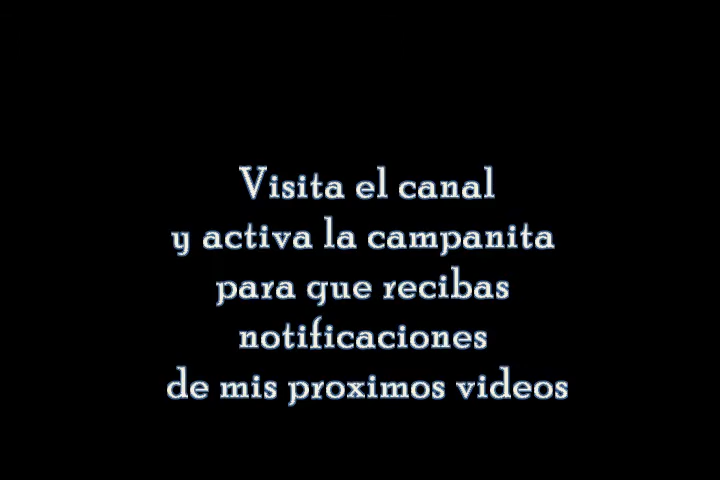 Visita el canal
y activa la campanita
para que recibas
notificaciones
de mis proximos videos